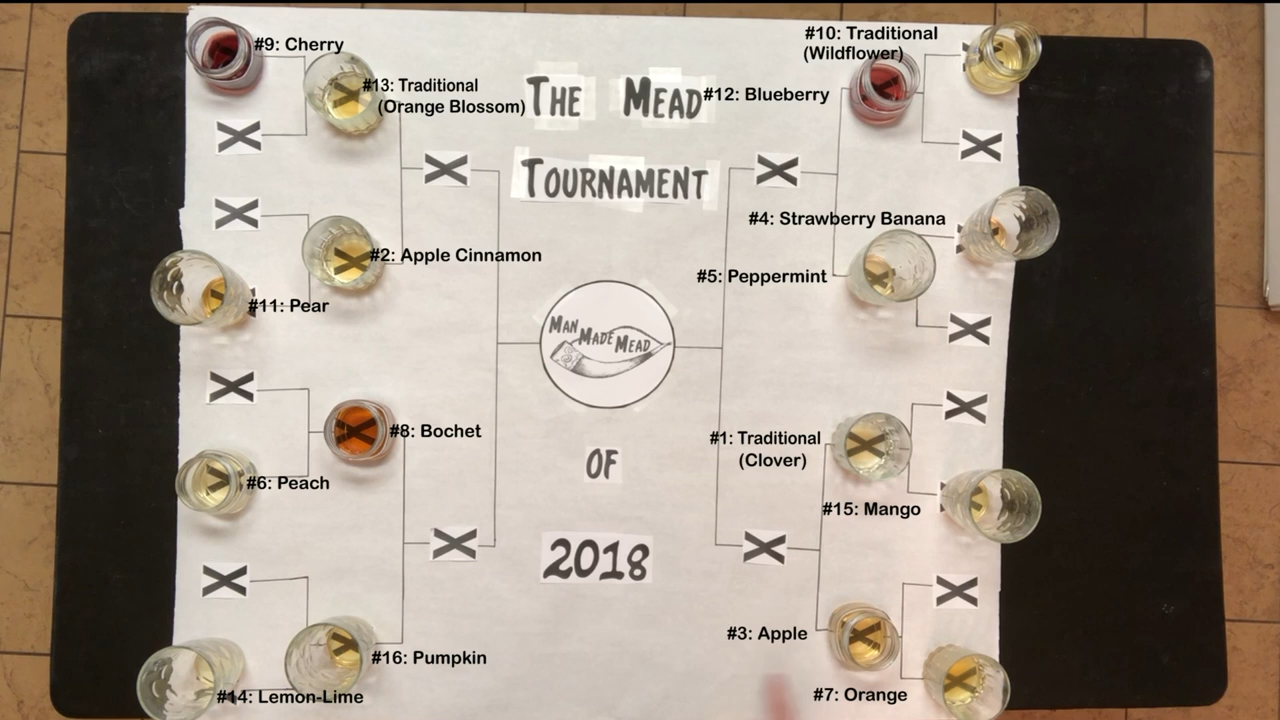 #9: Cherry
#13: Traditional
(Orange Blossom)
X
X
X
#2: Apple Cinnamon
X
#11: Pear
X
X
#8: Bochet
X
#6: Peach
X
X
X
#16: Pumpkin
X
#14: Lemon-Lime
THE MEAD
TOURNAMENT
MAN
MADE
MEAD
OF
2018
#10: Traditional
(Wildflower)
#12: Blueberry
X
X
X
#4: Strawberry Banana
#5: Peppermint
X
X
X
#1: Traditional
(Clover)
X
#15: Mango
X
X
#3: Apple
X
#7: Orange
X